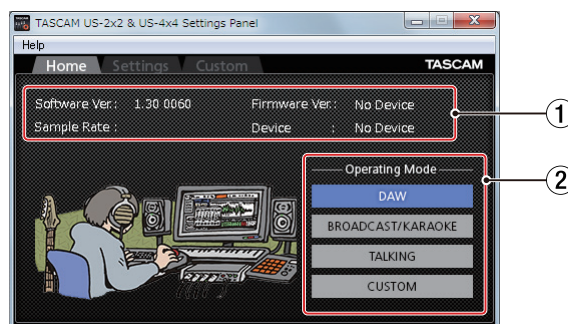 TASCAM US-2x2 & US-4x4 Settings Panel
Help
Home Settings Custom TASCAM
Software Ver.: 1.30 0060 Firmware Ver.: No Device
Sample Rate : Device : No Device
1
Operating Mode
2
DAW
BROADCAST/KARAOKE
TALKING
CUSTOM